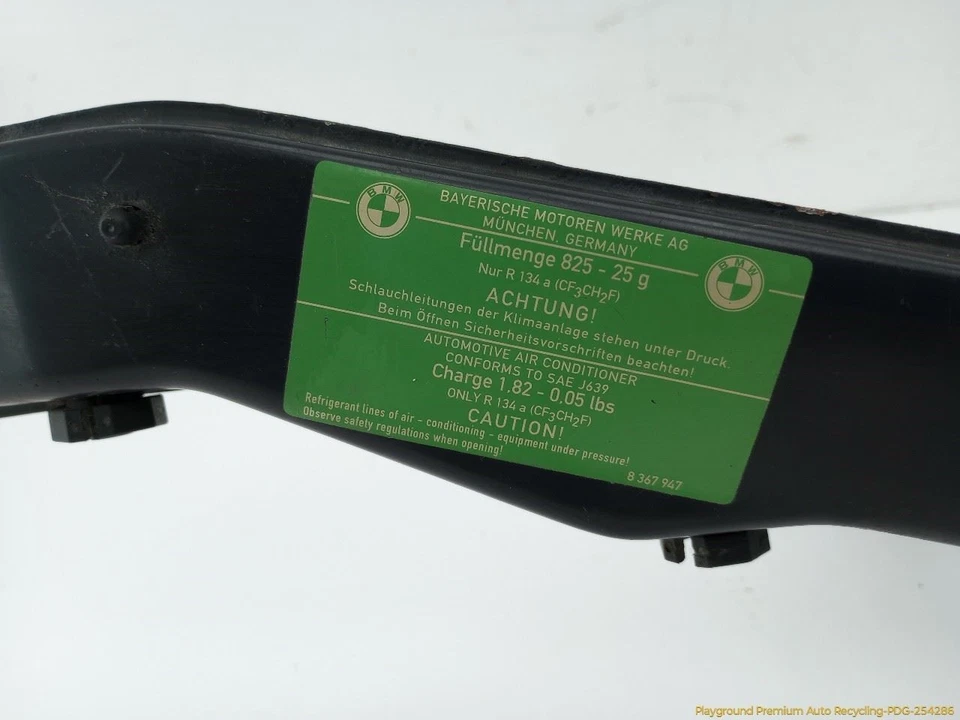 BMW
BAYERISCHE MOTOREN WERKE AG
MÜNCHEN, GERMANY
BMW
Füllmenge 825 - 25 g
Nur R 134 a (CF3CH2F)
ACHTUNG!
Schlauchleitungen der Klimaanlage stehen unter Druck.
Beim Öffnen Sicherheitsvorschriften beachten!
AUTOMOTIVE AIR CONDITIONER
CONFORMS TO SAE J639
Charge 1.82 - 0.05 lbs
ONLY R 134 a (CF3CH2F)
CAUTION!
Refrigerant lines of air - conditioning - equipment under pressure!
Observe safety regulations when opening!
8 367 947
Playground Premium Auto Recycling-PDG-254286